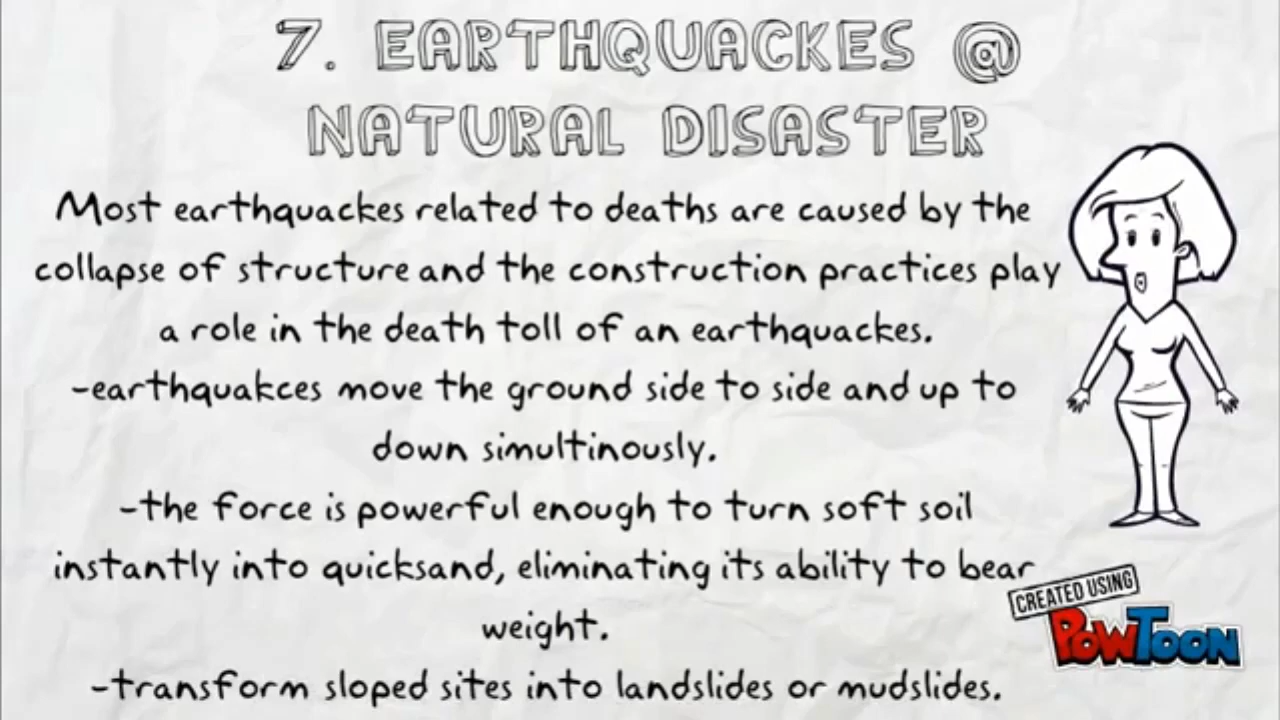 7. EARTHQUACKES @
NATURAL DISASTER
Most earthquackes related to deaths are caused by the
collapse of structure and the construction practices play
a role in the death toll of an earthquackes.
-earthquakces move the ground side to side and up to
down simultinously.
-the force is powerful enough to turn soft soil
instantly into quicksand, eliminating its ability to bear
weight.
-transform sloped sites into landslides or mudslides.
CREATED USING
POWTOON